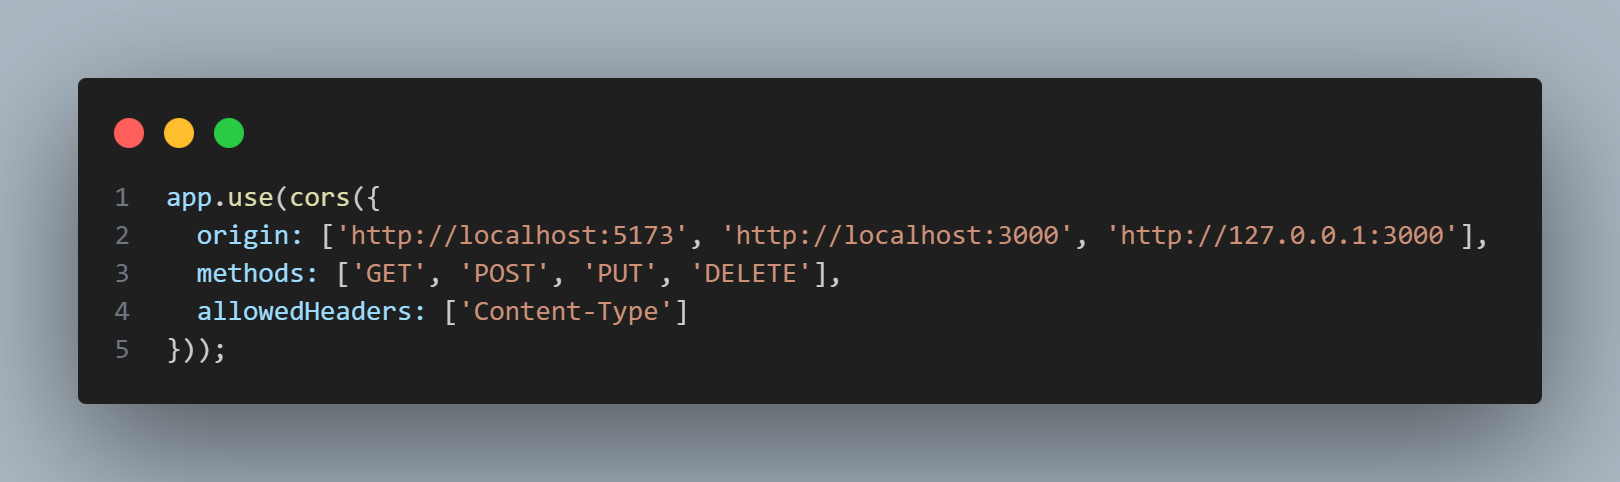 1 app.use(cors({
2   origin: ['http://localhost:5173', 'http://localhost:3000', 'http://127.0.0.1:3000'],
3   methods: ['GET', 'POST', 'PUT', 'DELETE'],
4   allowedHeaders: ['Content-Type']
5 }));